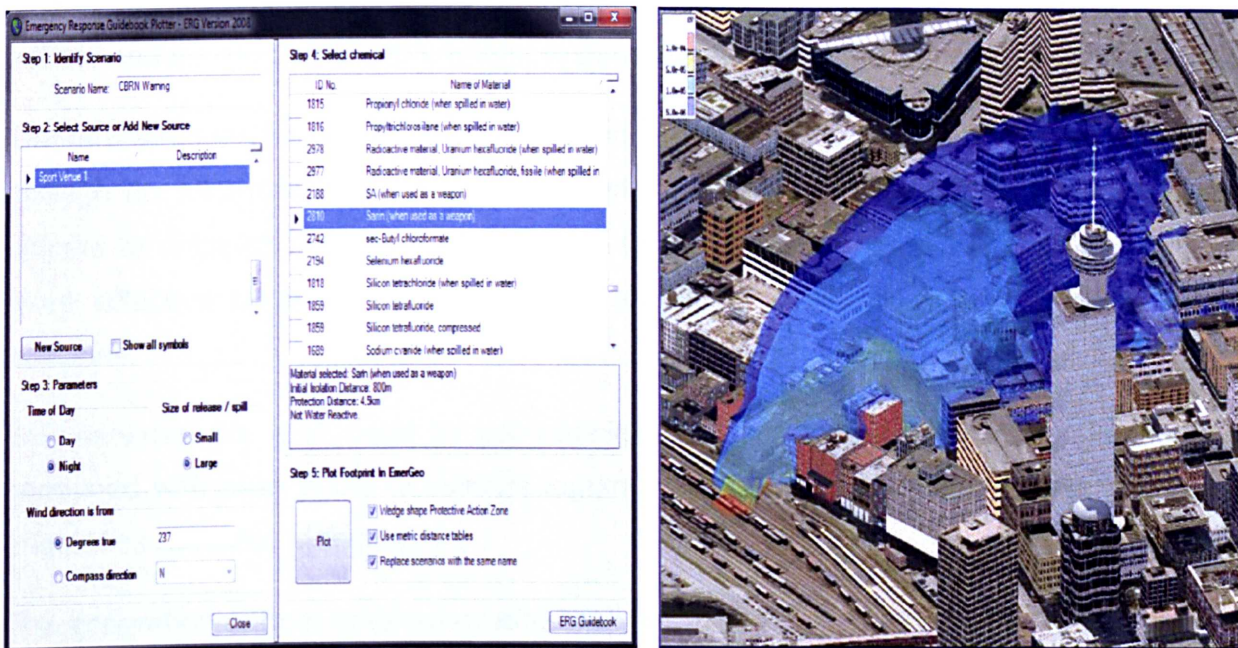 Emergency Response Guidebook Plotter - ERG Version 2008
Step 1: Identify Scenario
Scenario Name: CBRN Warning
Step 2: Select Source or Add New Source
Name Description
Sport Venue 1
New Source Show all symbols
Step 3: Parameters
Time of Day Size of release / spill
Day Small
Night Large
Wind direction is from
Degrees true 237
Compass direction N
Close
Step 4: Select chemical
ID No. Name of Material
1815 Propionyl chloride (when spilled in water)
1816 Propyltrichlorosilane (when spilled in water)
2978 Radioactive material, Uranium hexafluoride (when spilled in water)
2977 Radioactive material, Uranium hexafluoride, fissile (when spilled in
2188 SA (when used as a weapon)
2810 Sarin (when used as a weapon)
2742 sec-Butyl chloroformate
2194 Selenium hexafluoride
1818 Silicon tetrachloride (when spilled in water)
1859 Silicon tetrafluoride
1859 Silicon tetrafluoride, compressed
1689 Sodium cyanide (when spilled in water)
Material selected: Sarin (when used as a weapon)
Initial Isolation Distance: 800m
Protection Distance: 4.5km
Not Water Reactive.
Step 5: Plot Footprint In EmerGeo
Plot
Wedge shape Protective Action Zone
Use metric distance tables
Replace scenarios with the same name
ERG Guidebook